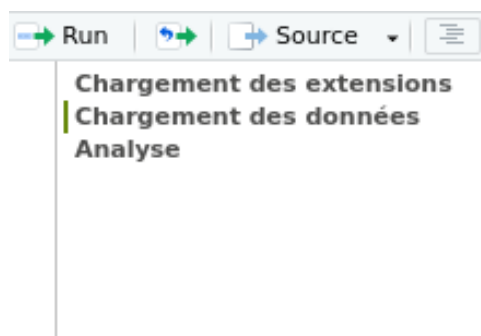 Run Source
Chargement des extensions
Chargement des données
Analyse